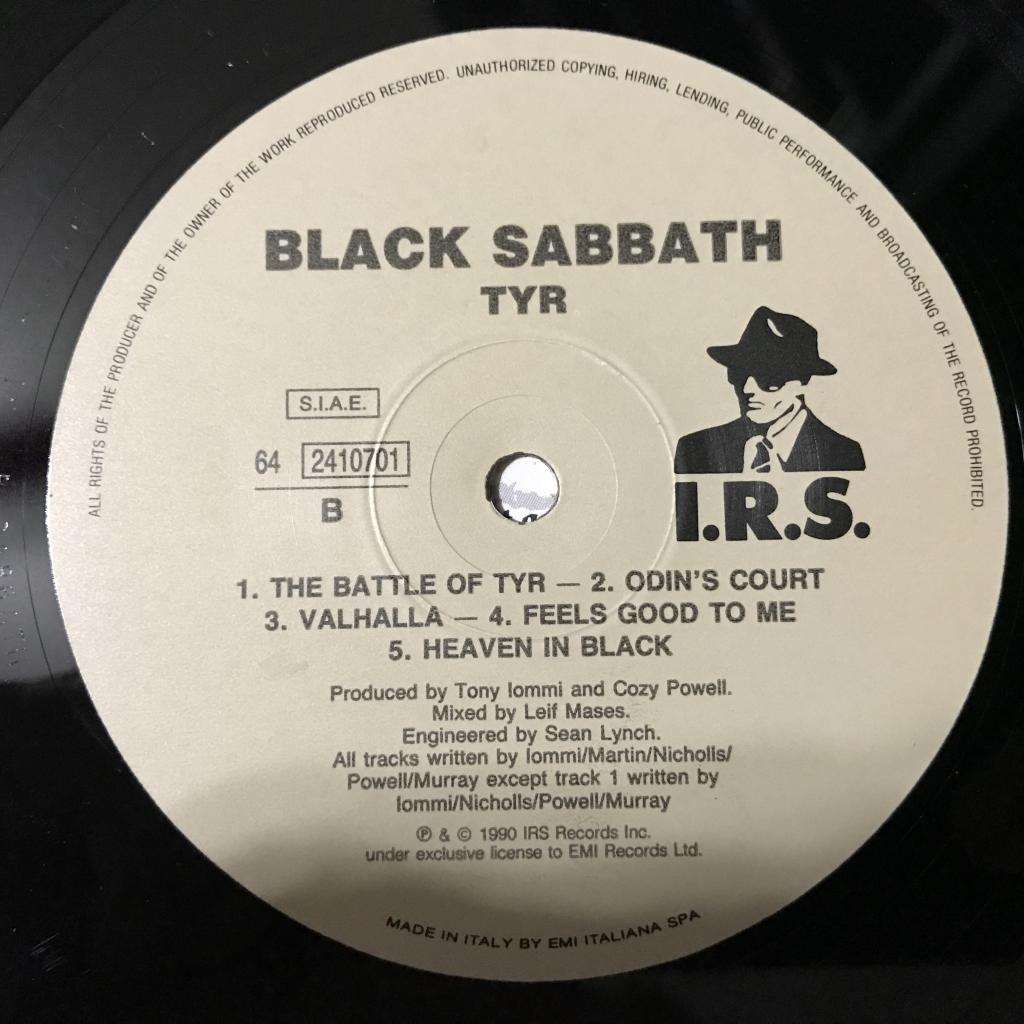 ALL RIGHTS OF THE PRODUCER AND OF THE OWNER OF THE WORK REPRODUCED RESERVED. UNAUTHORIZED COPYING, HIRING, LENDING, PUBLIC PERFORMANCE AND BROADCASTING OF THE RECORD PROHIBITED.
BLACK SABBATH
TYR
S.I.A.E.
64 2410701
B
I.R.S.
1. THE BATTLE OF TYR — 2. ODIN'S COURT
3. VALHALLA — 4. FEELS GOOD TO ME
5. HEAVEN IN BLACK
Produced by Tony Iommi and Cozy Powell.
Mixed by Leif Mases.
Engineered by Sean Lynch.
All tracks written by Iommi/Martin/Nicholls/
Powell/Murray except track 1 written by
Iommi/Nicholls/Powell/Murray
℗ & © 1990 IRS Records Inc.
under exclusive license to EMI Records Ltd.
MADE IN ITALY BY EMI ITALIANA SPA